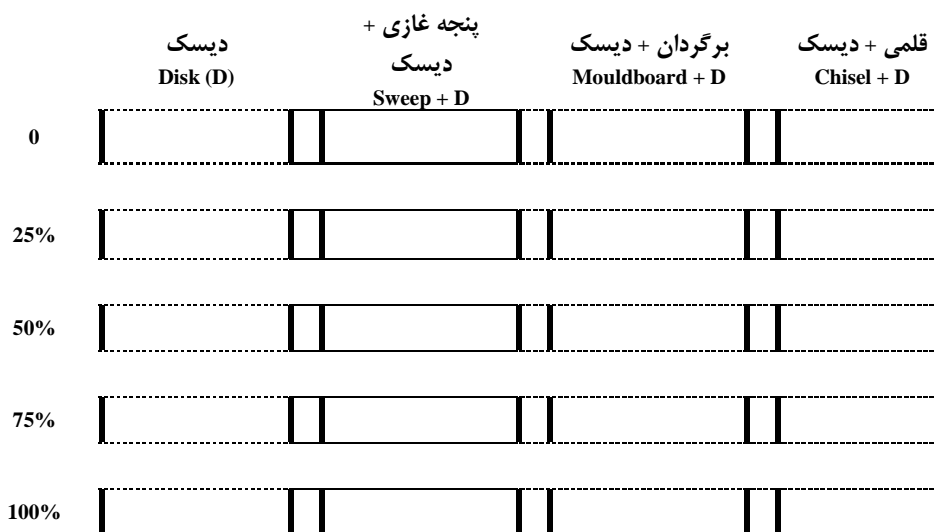 دیسک
Disk (D)
پنجه غازی +
دیسک
Sweep + D
برگردان + دیسک
Mouldboard + D
قلمی + دیسک
Chisel + D
0
25%
50%
75%
100%